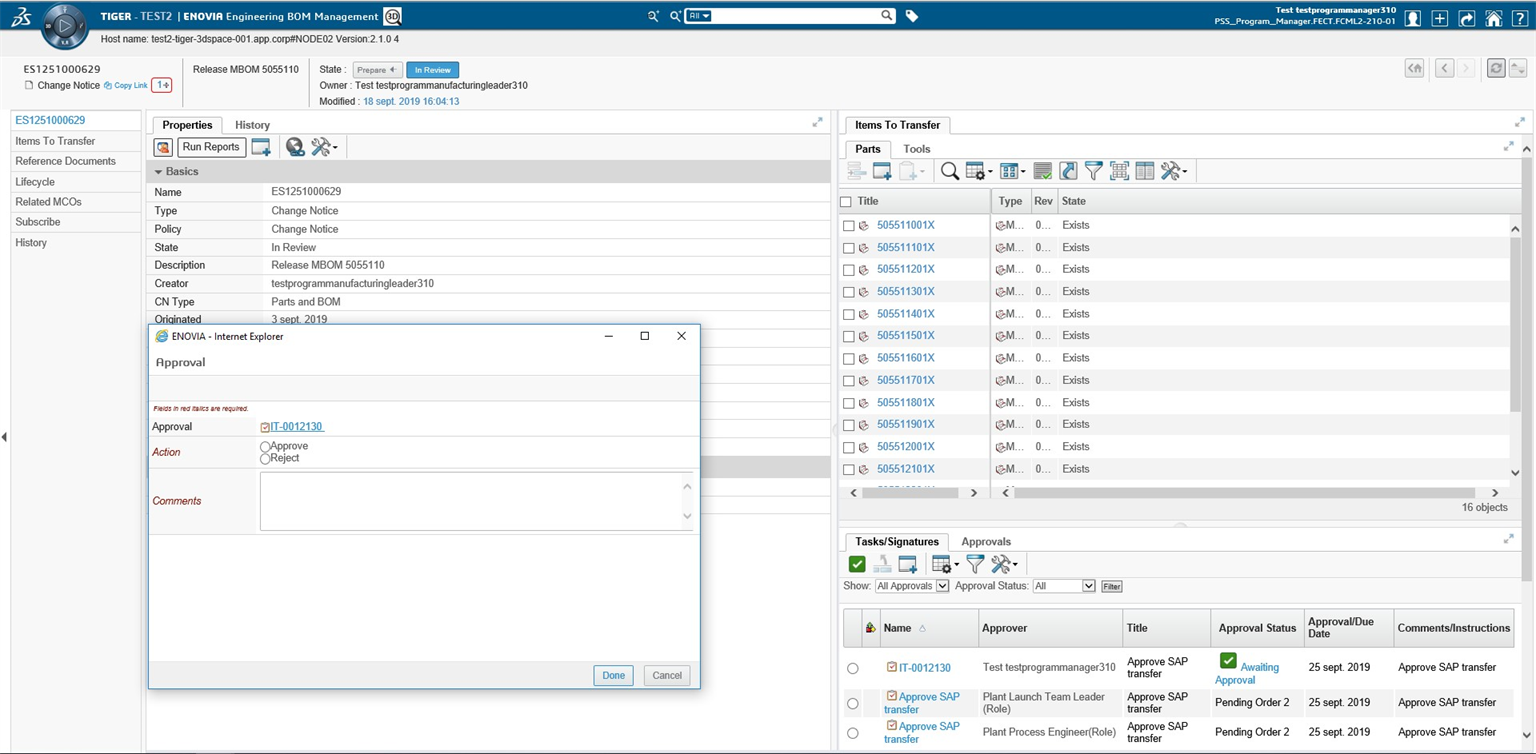 TIGER - TEST2 | ENOVIA Engineering BOM Management 3D
All
Test testprogrammanager310
PSS_Program_Manager.FECT.FCML2-210-01
Host name: test2-tiger-3dspace-001.app.corp#NODE02 Version:2.1.0 4
ES1251000629
Change Notice Copy Link 1+
Release MBOM 5055110
State : Prepare In Review
Owner : Test testprogrammanufacturingleader310
Modified : 18 sept. 2019 16:04:13
ES1251000629
Items To Transfer
Reference Documents
Lifecycle
Related MCOs
Subscribe
History
Properties History
Run Reports
Basics
Name ES1251000629
Type Change Notice
Policy Change Notice
State In Review
Description Release MBOM 5055110
Creator testprogrammanufacturingleader310
CN Type Parts and BOM
Originated 3 sept. 2019
ENOVIA - Internet Explorer
Approval
Fields in red italics are required.
Approval IT-0012130
Action Approve
Reject
Comments
Done Cancel
Items To Transfer
Parts Tools
Title Type Rev State
505511001X M... 0... Exists
505511101X M... 0... Exists
505511201X M... 0... Exists
505511301X M... 0... Exists
505511401X M... 0... Exists
505511501X M... 0... Exists
505511601X M... 0... Exists
505511701X M... 0... Exists
505511801X M... 0... Exists
505511901X M... 0... Exists
505512001X M... 0... Exists
505512101X M... 0... Exists
16 objects
Tasks/Signatures Approvals
Show: All Approvals Approval Status: All Filter
Name Approver Title Approval Status Approval/Due Date Comments/Instructions
IT-0012130 Test testprogrammanager310 Approve SAP transfer Awaiting Approval 25 sept. 2019 Approve SAP transfer
Approve SAP transfer Plant Launch Team Leader (Role) Approve SAP transfer Pending Order 2 25 sept. 2019 Approve SAP transfer
Approve SAP transfer Plant Process Engineer(Role) Approve SAP transfer Pending Order 2 25 sept. 2019 Approve SAP transfer